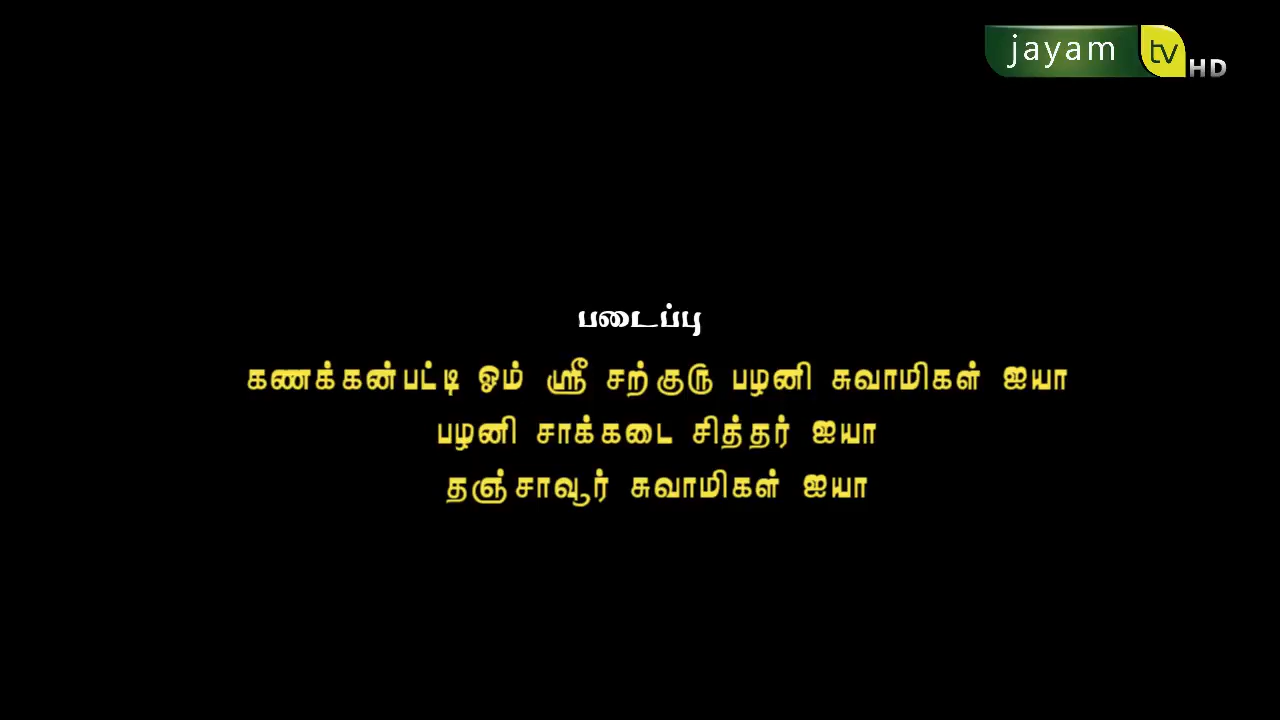 jayam tv HD
படைப்பு
கணக்கன்பட்டி ஓம் ஸ்ரீ சற்குரு பழனி சுவாமிகள் ஐயா
பழனி சாக்கடை சித்தர் ஐயா
தஞ்சாவூர் சுவாமிகள் ஐயா